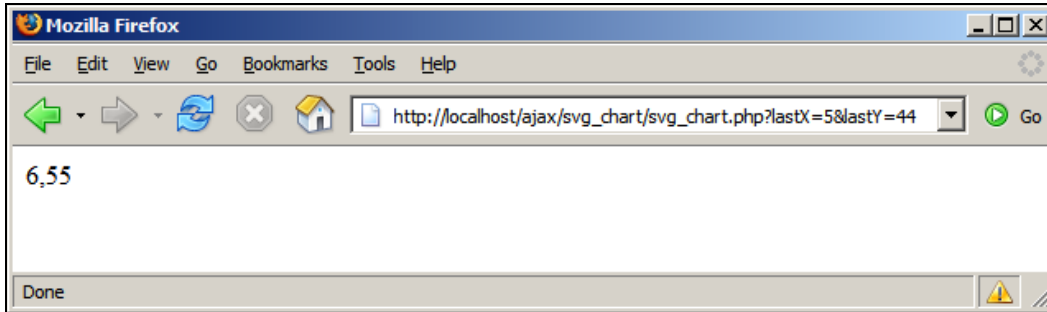 Mozilla Firefox
File Edit View Go Bookmarks Tools Help
http://localhost/ajax/svg_chart/svg_chart.php?lastX=5&lastY=44 Go
6,55
Done